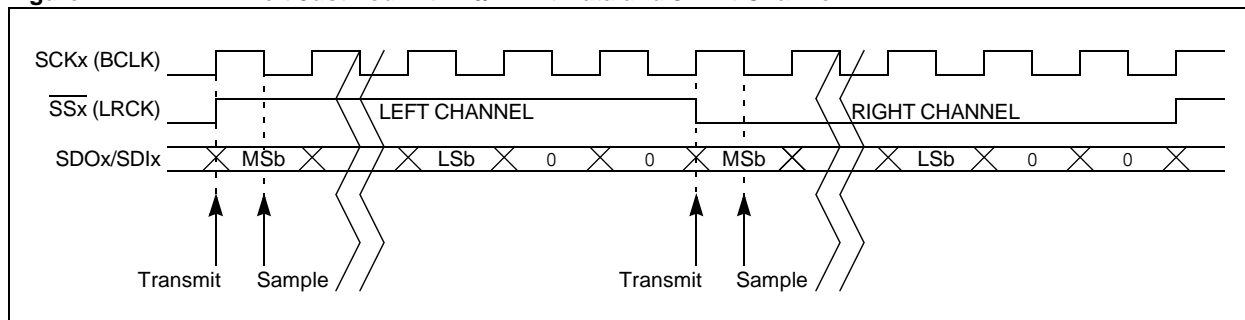 SCKx (BCLK)
SSx (LRCK)
LEFT CHANNEL
RIGHT CHANNEL
SDOx/SDIx
MSb
LSb
0
0
MSb
LSb
0
0
Transmit
Sample
Transmit
Sample